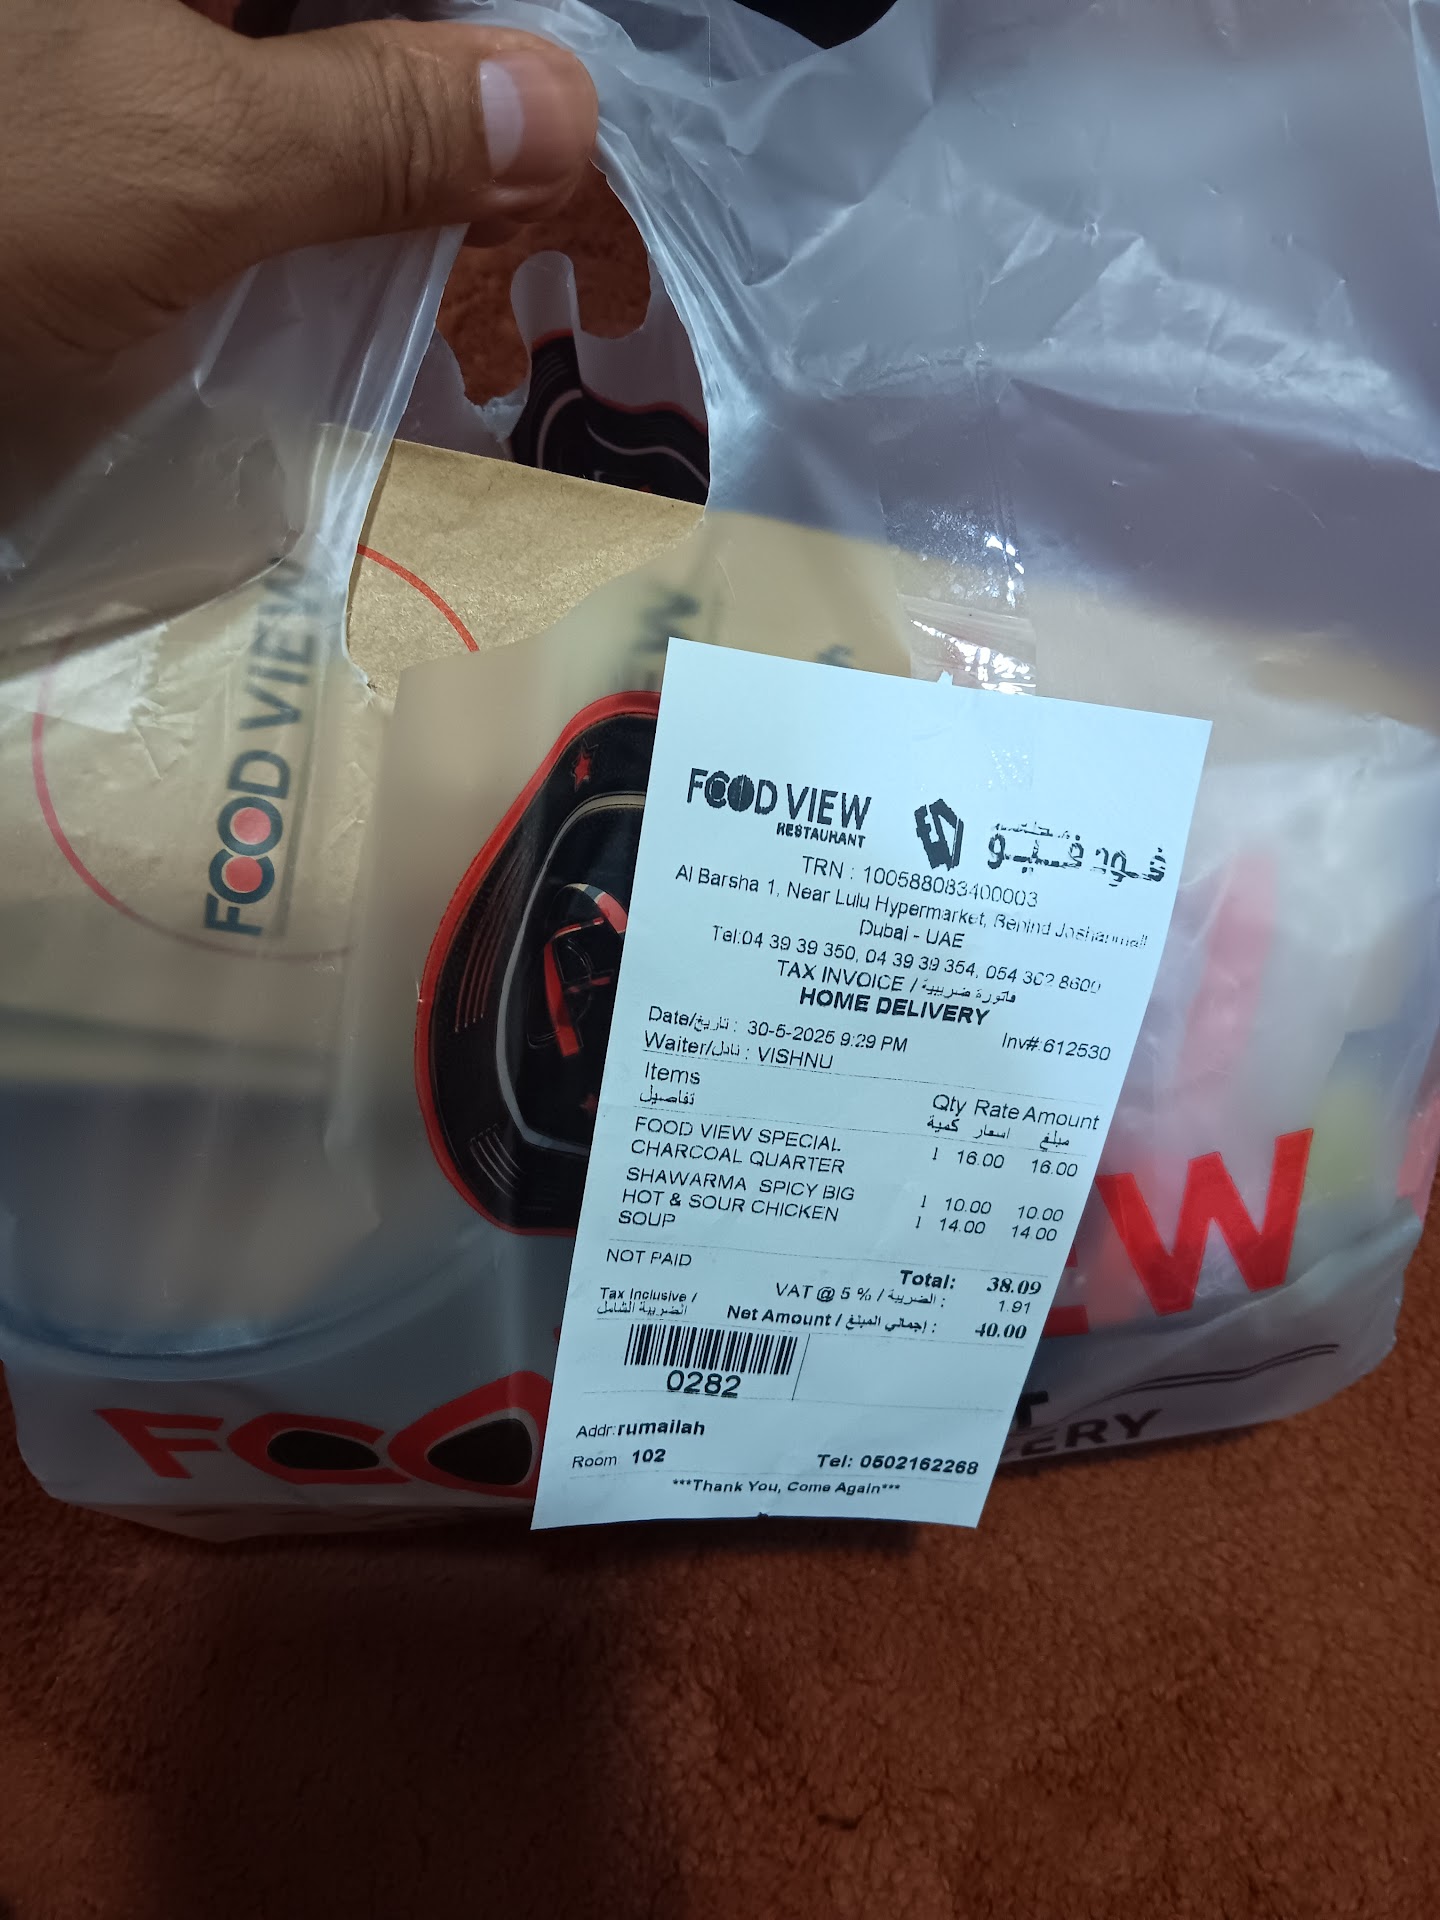 FOOD VIEW
FOOD VIEW
RESTAURANT
فود فيو
TRN : 100588083400003
Al Barsha 1, Near Lulu Hypermarket, Behind Joshanmall
Dubai - UAE
Tel:04 39 39 350, 04 39 39 354, 054 302 8600
TAX INVOICE / فاتورة ضريبية
HOME DELIVERY
Date/تاريخ : 30-5-2025 9:29 PM Inv#:612530
Waiter/نادل : VISHNU
Items Qty Rate Amount
تفاصيل كمية اسعار مبلغ
FOOD VIEW SPECIAL
CHARCOAL QUARTER 1 16.00 16.00
SHAWARMA SPICY BIG 1 10.00 10.00
HOT & SOUR CHICKEN 1 14.00 14.00
SOUP
NOT PAID
Total: 38.09
VAT @ 5 % / الضريبة : 1.91
Tax Inclusive / الضريبة الشامل
Net Amount / إجمالي المبلغ : 40.00
0282
Addr:rumailah
Room 102 Tel: 0502162268
***Thank You, Come Again***